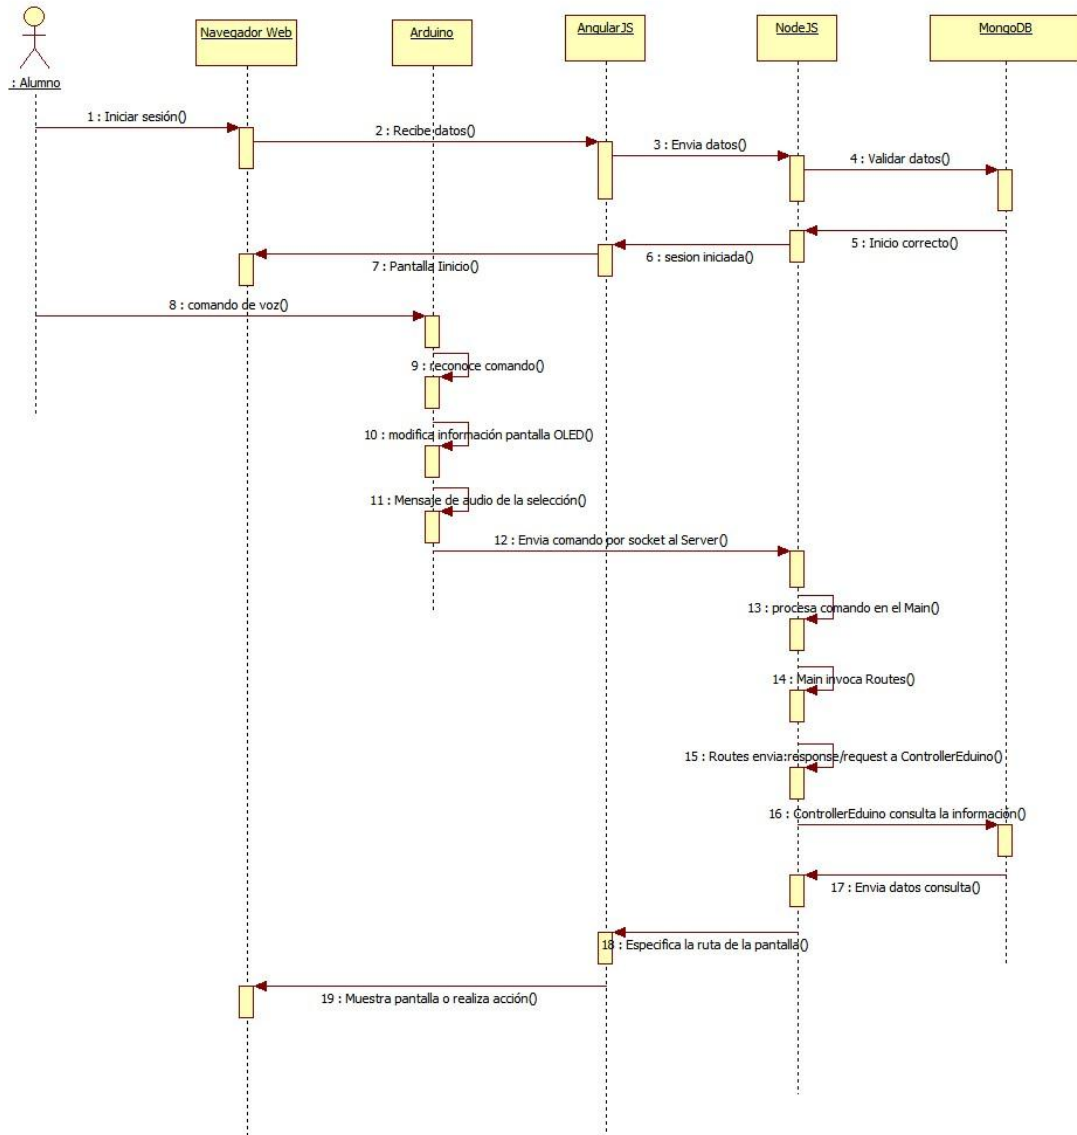 : Alumno
Navegador Web
Arduino
AngularJS
NodeJS
MongoDB
1 : Iniciar sesión()
2 : Recibe datos()
3 : Envia datos()
4 : Validar datos()
5 : Inicio correcto()
6 : sesion iniciada()
7 : Pantalla Iinicio()
8 : comando de voz()
9 : reconoce comando()
10 : modifica información pantalla OLED()
11 : Mensaje de audio de la selección()
12 : Envia comando por socket al Server()
13 : procesa comando en el Main()
14 : Main invoca Routes()
15 : Routes envia response/request a ControllerEduino()
16 : ControllerEduino consulta la información()
17 : Envia datos consulta()
18 : Especifica la ruta de la pantalla()
19 : Muestra pantalla o realiza acción()